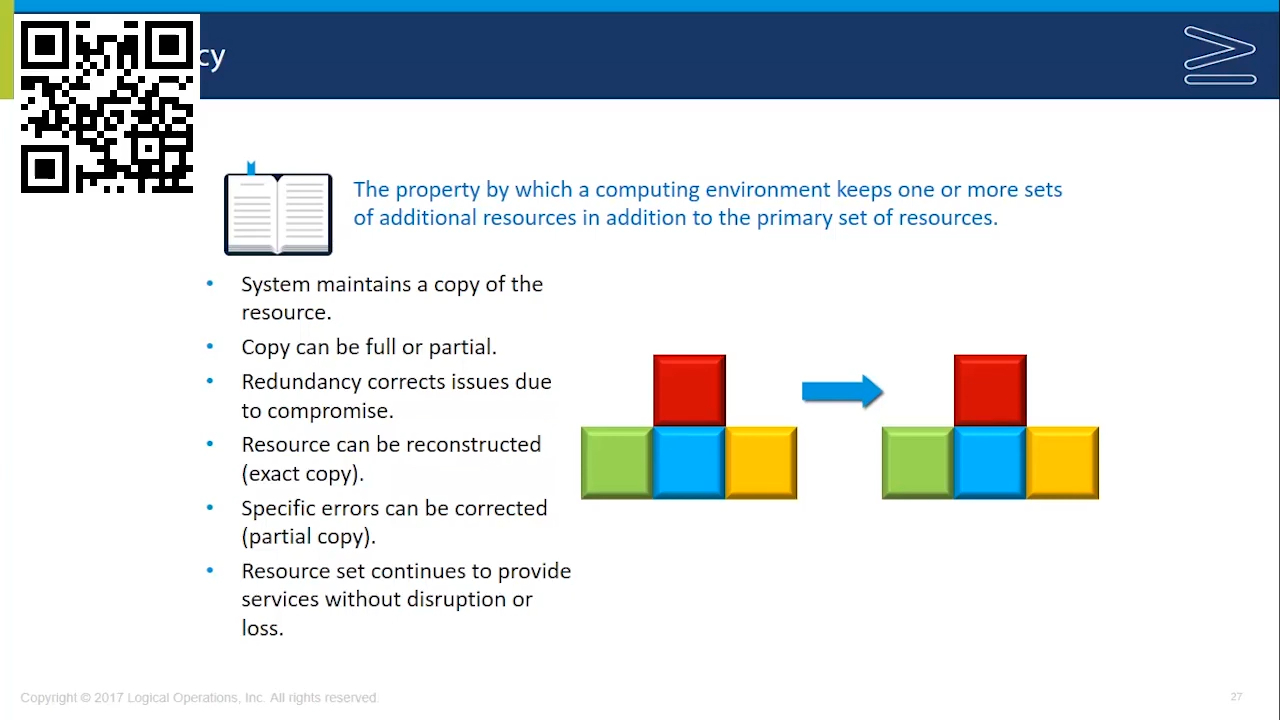 cy
The property by which a computing environment keeps one or more sets
of additional resources in addition to the primary set of resources.
• System maintains a copy of the
resource.
• Copy can be full or partial.
• Redundancy corrects issues due
to compromise.
• Resource can be reconstructed
(exact copy).
• Specific errors can be corrected
(partial copy).
• Resource set continues to provide
services without disruption or
loss.
Copyright © 2017 Logical Operations, Inc. All rights reserved.
27